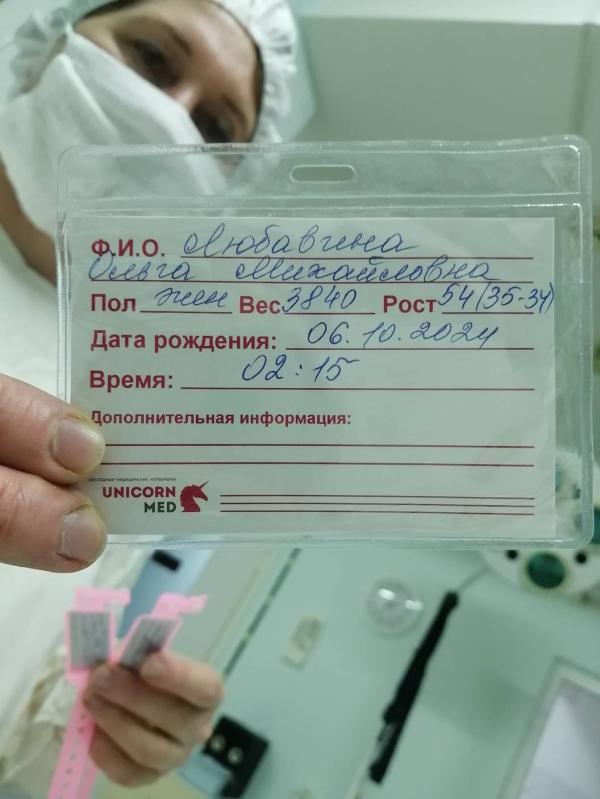 Ф.И.О. Любавгина
Ольга Михайловна
Пол жен Вес 3840 Рост 54 (35-34)
Дата рождения: 06.10.2024
Время: 02:15
Дополнительная информация:
UNICORN
MED